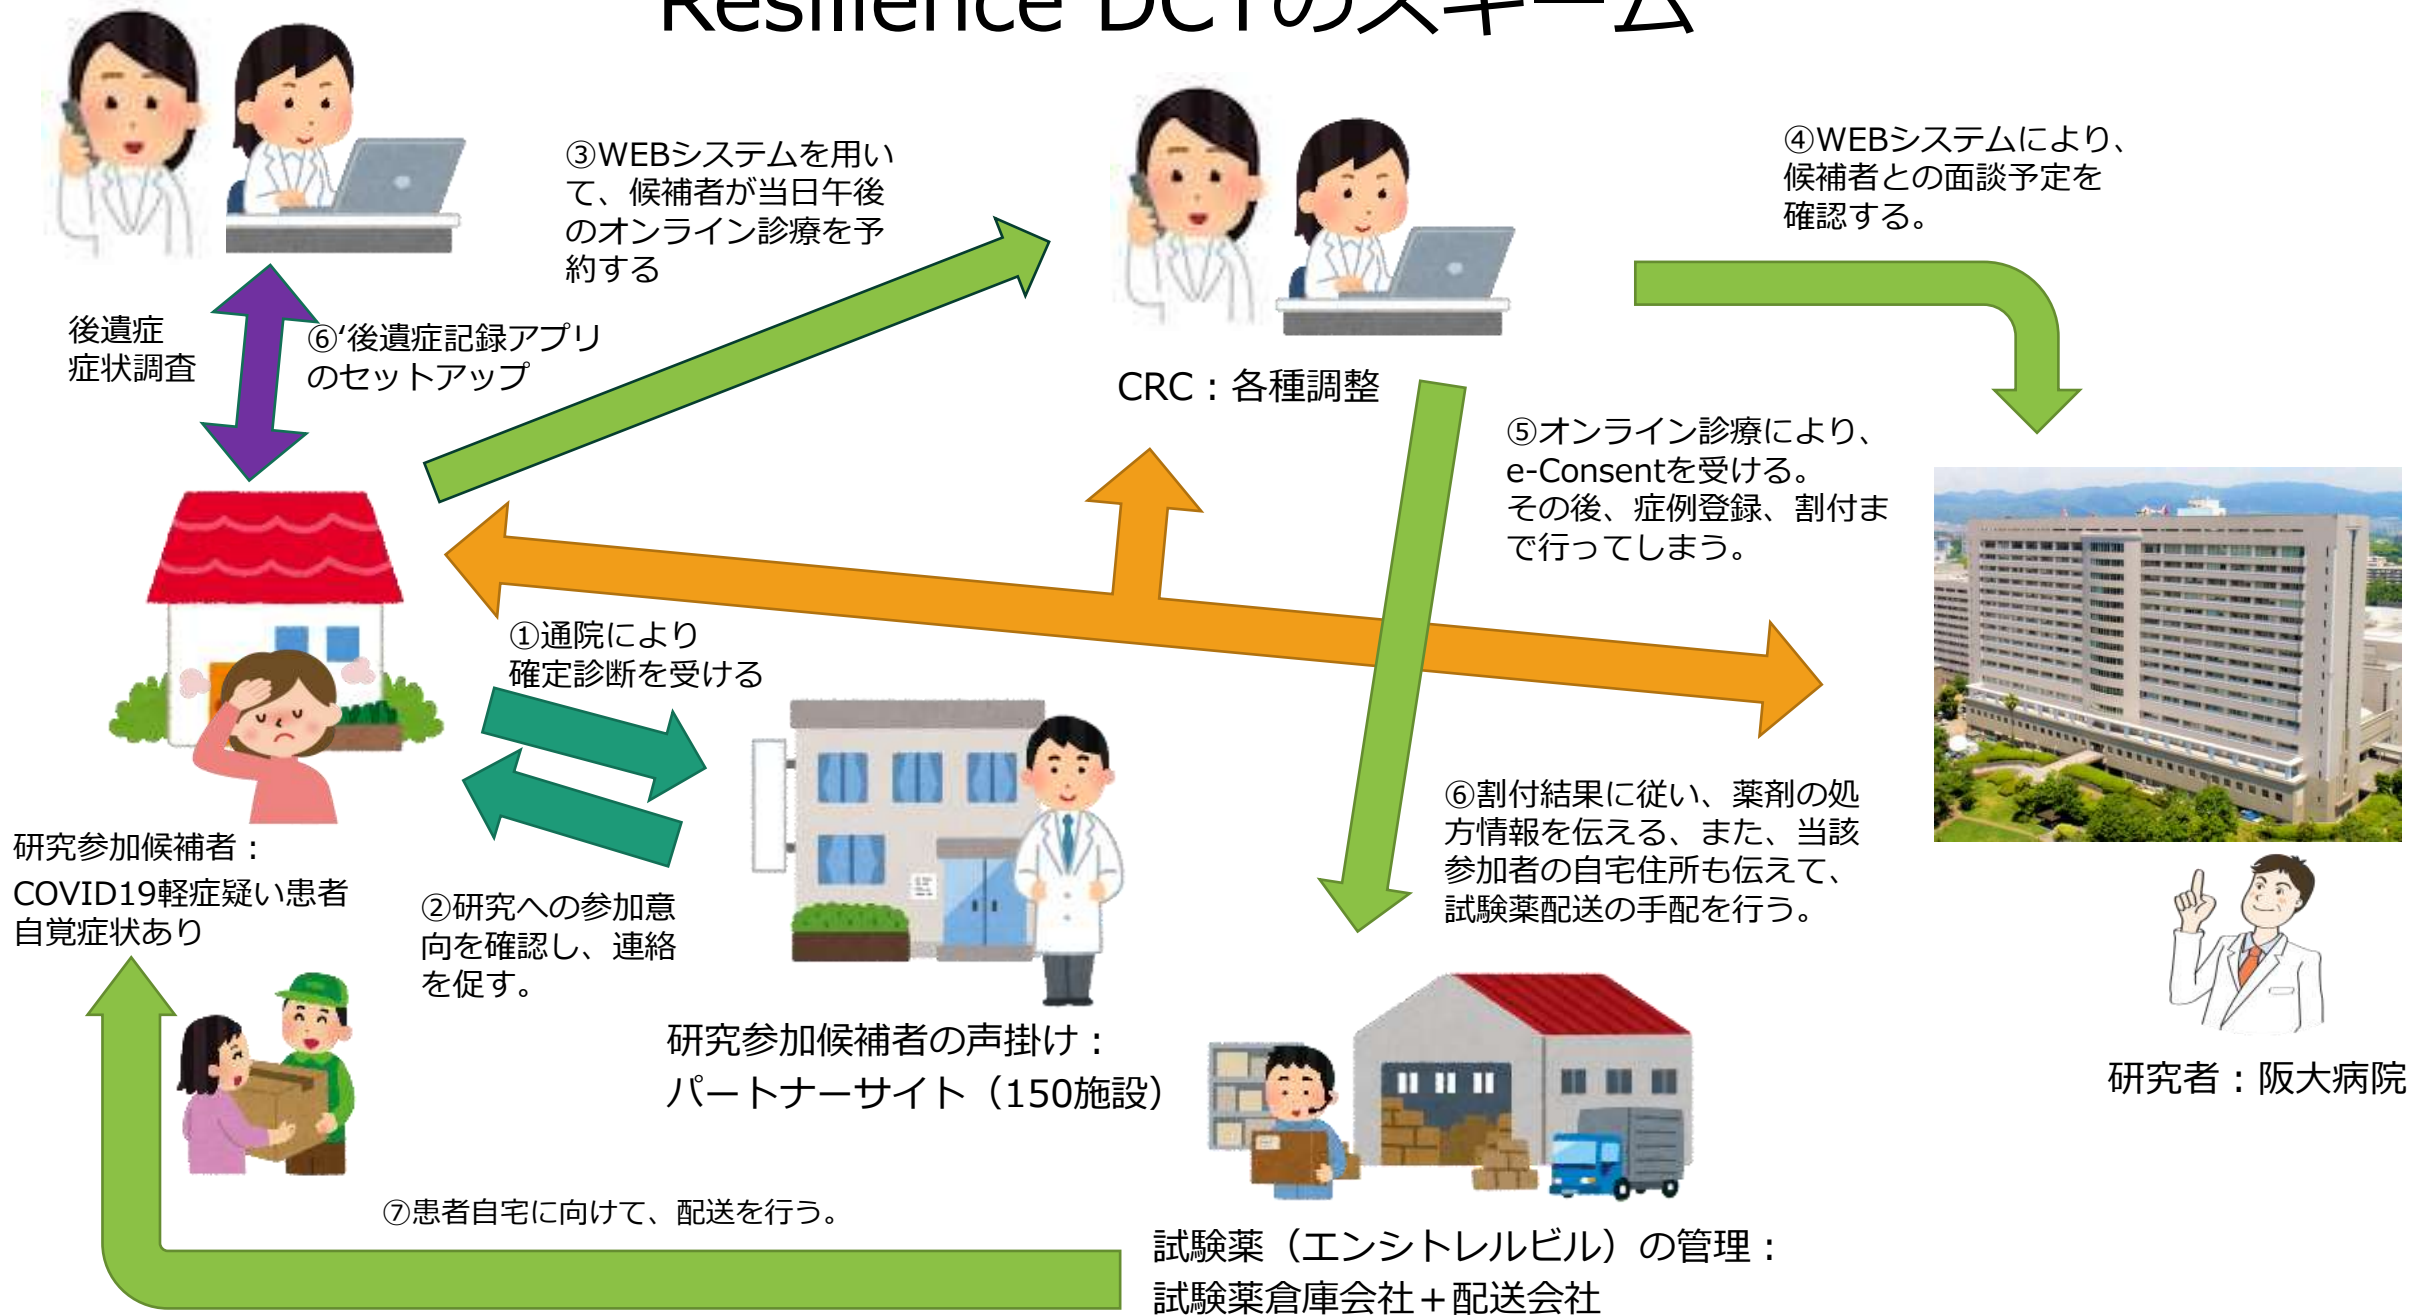 Resilience DCTのスキーム
③WEBシステムを用い
て、候補者が当日午後
のオンライン診療を予
約する
④WEBシステムにより、
候補者との面談予定を
確認する。
後遺症
症状調査
⑥‘後遺症記録アプリ
のセットアップ
CRC：各種調整
⑤オンライン診療により、
e-Consentを受ける。
その後、症例登録、割付ま
で行ってしまう。
①通院により
確定診断を受ける
⑥割付結果に従い、薬剤の処
方情報を伝える、また、当該
参加者の自宅住所も伝えて、
試験薬配送の手配を行う。
研究参加候補者：
COVID19軽症疑い患者
自覚症状あり
②研究への参加意
向を確認し、連絡
を促す。
研究参加候補者の声掛け：
パートナーサイト（150施設）
研究者：阪大病院
⑦患者自宅に向けて、配送を行う。
試験薬（エンシトレルビル）の管理：
試験薬倉庫会社＋配送会社